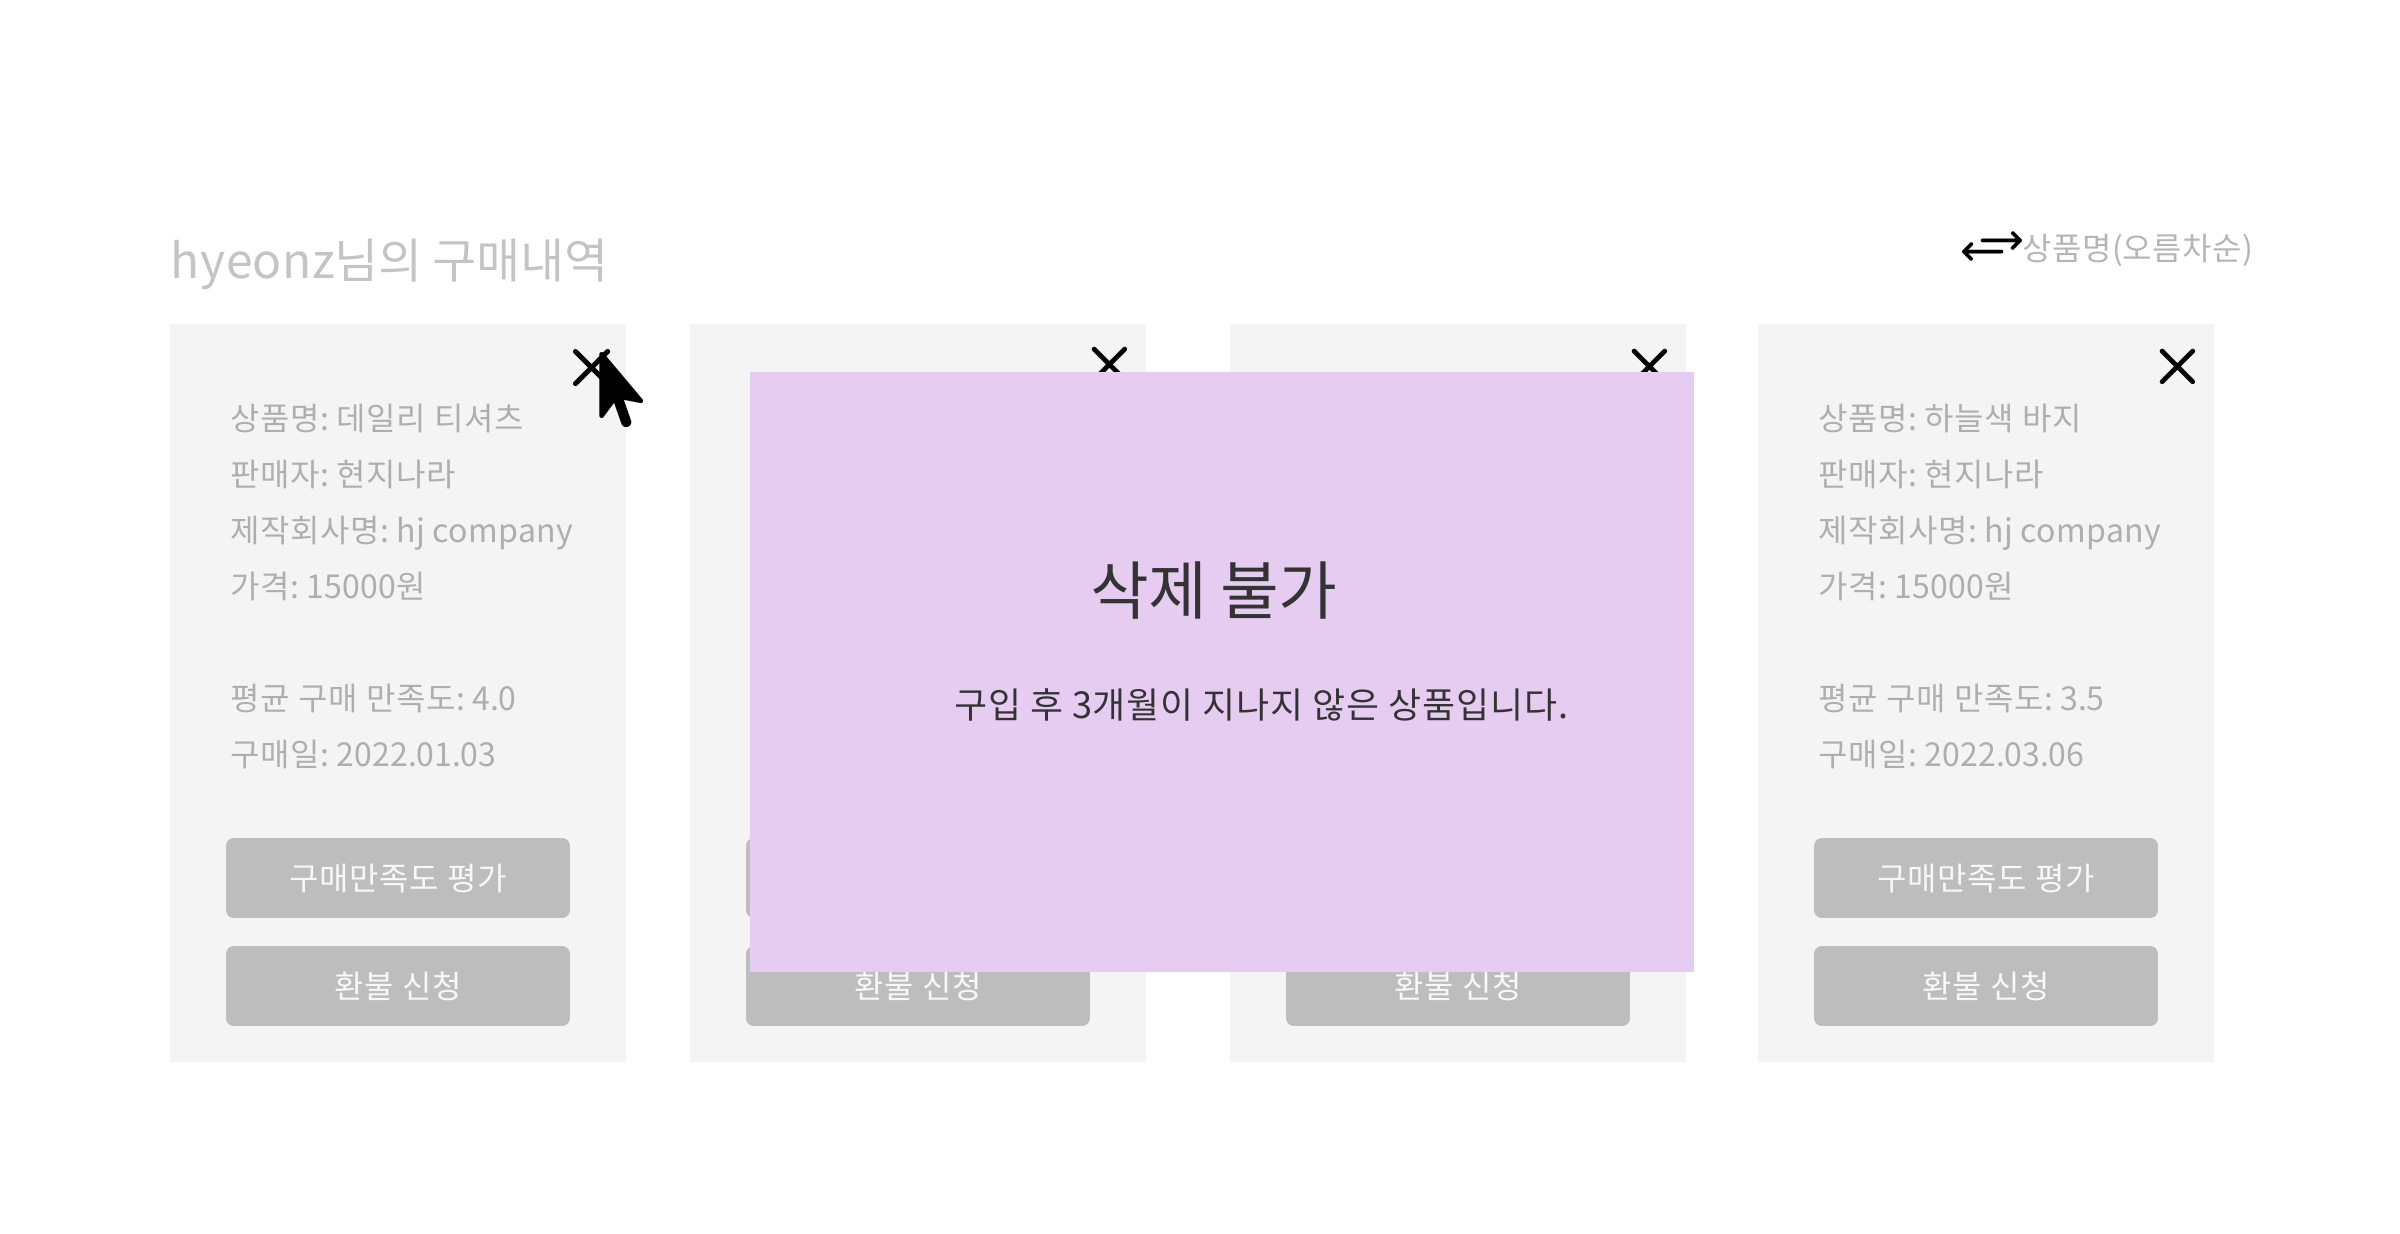 hyeonz님의 구매내역
상품명(오름차순)
상품명: 데일리 티셔츠
판매자: 현지나라
제작회사명: hj company
가격: 15000원
평균 구매 만족도: 4.0
구매일: 2022.01.03
구매만족도 평가
환불 신청
삭제 불가
구입 후 3개월이 지나지 않은 상품입니다.
환불 신청
환불 신청
상품명: 하늘색 바지
판매자: 현지나라
제작회사명: hj company
가격: 15000원
평균 구매 만족도: 3.5
구매일: 2022.03.06
구매만족도 평가
환불 신청